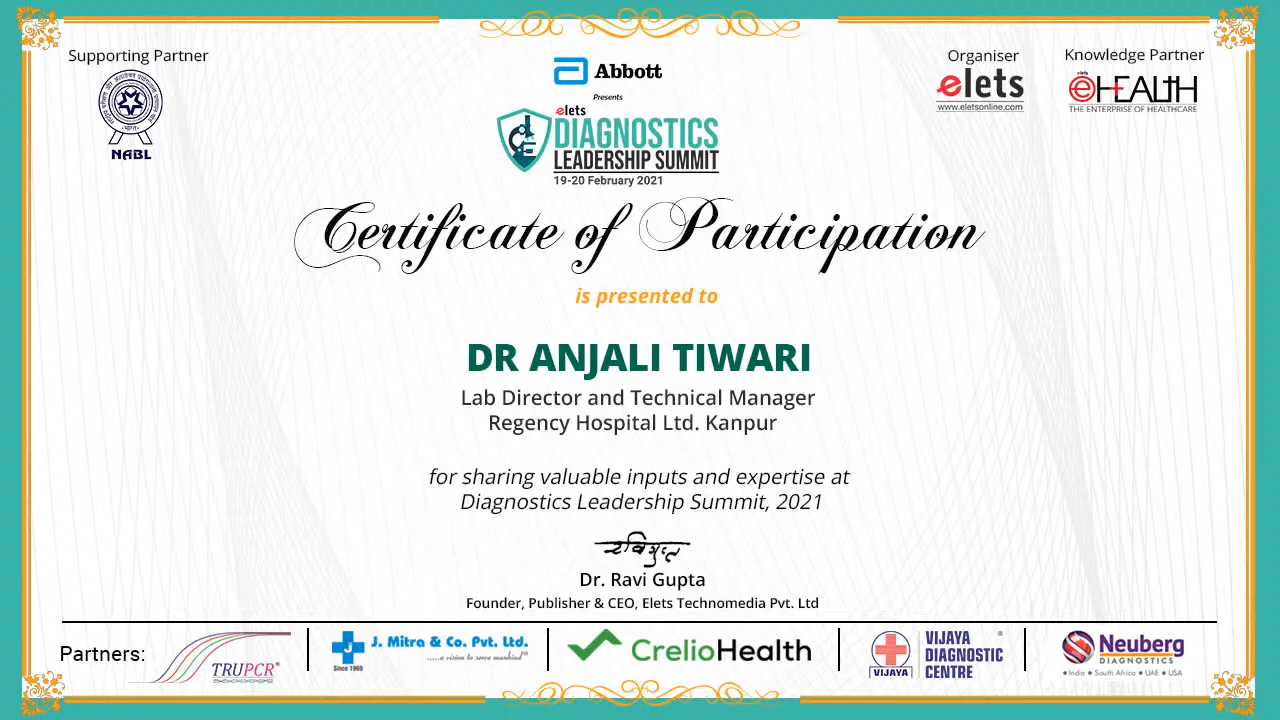 Supporting Partner
NABL
Abbott
Presents
elets
DIAGNOSTICS
LEADERSHIP SUMMIT
19-20 February 2021
Organiser
elets
www.eletsonline.com
Knowledge Partner
elets
eHEALTH
THE ENTERPRISE OF HEALTHCARE
Certificate of Participation
is presented to
DR ANJALI TIWARI
Lab Director and Technical Manager
Regency Hospital Ltd. Kanpur
for sharing valuable inputs and expertise at
Diagnostics Leadership Summit, 2021
रविगुप्त
Dr. Ravi Gupta
Founder, Publisher & CEO, Elets Technomedia Pvt. Ltd
Partners:
TRUPCR®
J. Mitra & Co. Pvt. Ltd.
.....a vision to serve mankind™
Since 1969
CrelioHealth
VIJAYA
VIJAYA ®
DIAGNOSTIC
CENTRE
Neuberg
DIAGNOSTICS
• India • South Africa • UAE • USA